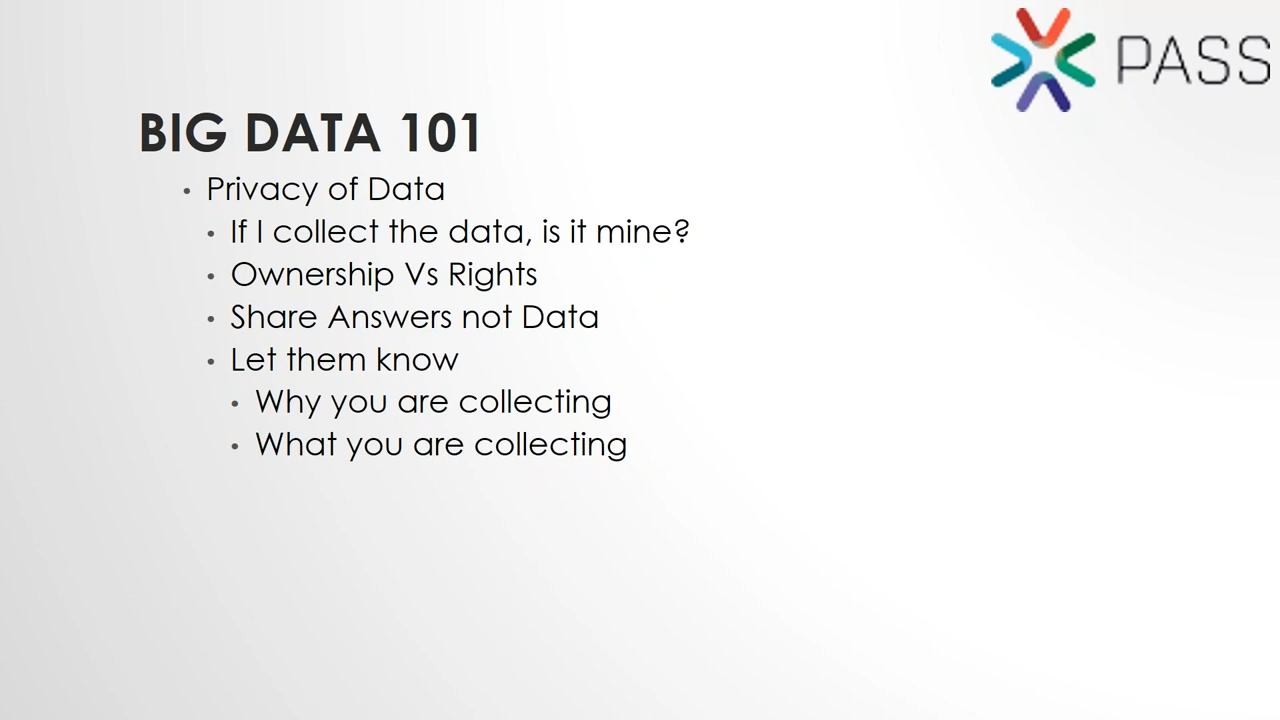 PASS
BIG DATA 101
• Privacy of Data
• If I collect the data, is it mine?
• Ownership Vs Rights
• Share Answers not Data
• Let them know
• Why you are collecting
• What you are collecting